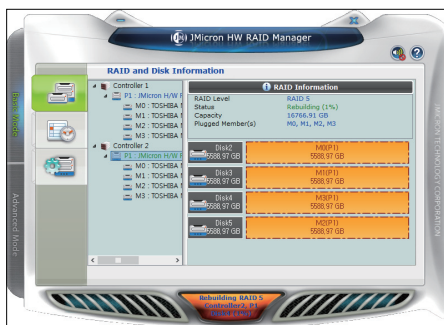 JMicron HW RAID Manager
Basic Mode
Advanced Mode
JMICRON TECHNOLOGY CORPORATION
RAID and Disk Information
Controller 1
P1 : JMicron H/W R
M0 : TOSHIBA
M1 : TOSHIBA
M2 : TOSHIBA
M3 : TOSHIBA
Controller 2
P1 : JMicron H/W R
M0 : TOSHIBA
M1 : TOSHIBA
M2 : TOSHIBA
M3 : TOSHIBA
RAID Information
RAID Level RAID 5
Status Rebuilding (1%)
Capacity 16766.91 GB
Plugged Member(s) M0, M1, M2, M3
Disk2 M0(P1)
5588.97 GB 5588.97 GB
Disk3 M1(P1)
5588.97 GB 5588.97 GB
Disk4 M3(P1)
5588.97 GB 5588.97 GB
Disk5 M2(P1)
5588.97 GB 5588.97 GB
Rebuilding RAID 5
Controller2, P1